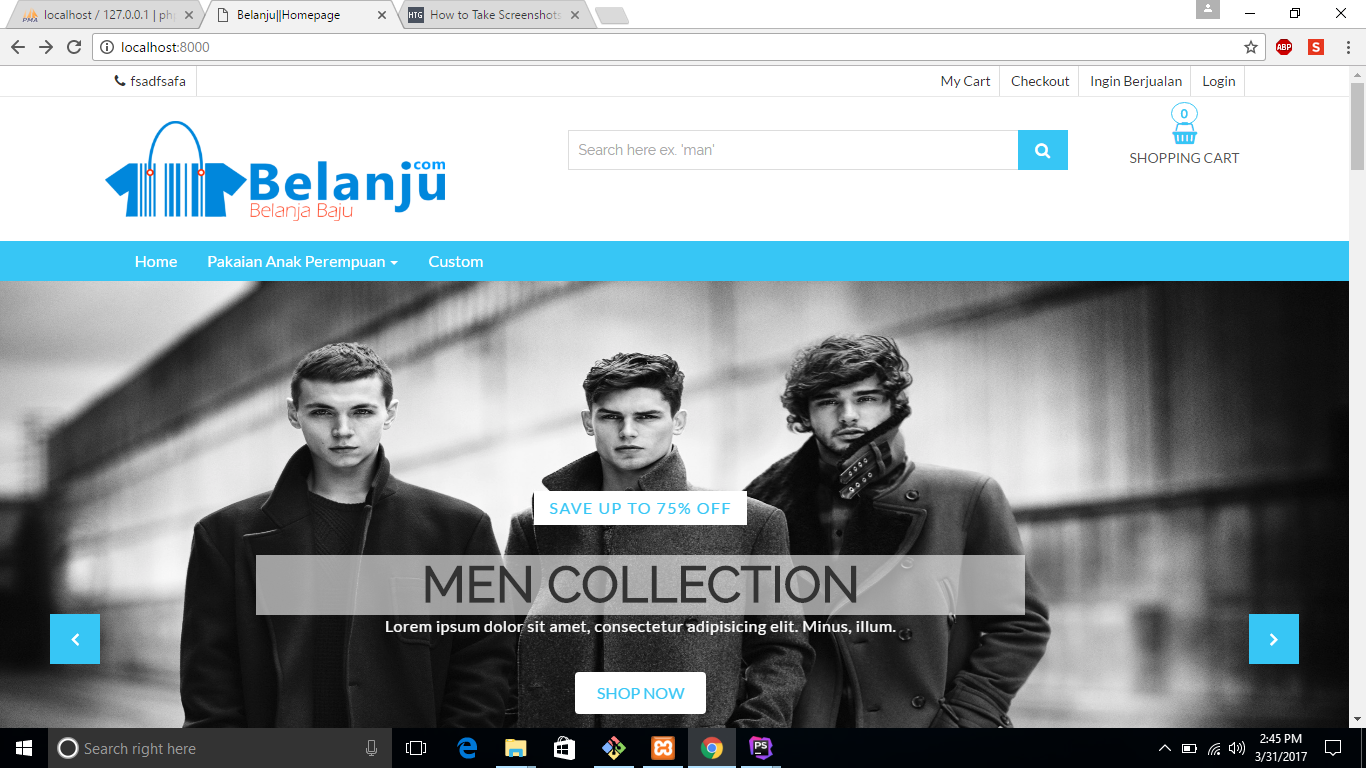 PMA localhost / 127.0.0.1 | ph
Belanju||Homepage
HTG How to Take Screenshots
localhost:8000
ABP
S
fsadfsafa
My Cart
Checkout
Ingin Berjualan
Login
Belanju com
Belanja Baju
Search here ex. 'man'
0
SHOPPING CART
Home
Pakaian Anak Perempuan
Custom
SAVE UP TO 75% OFF
MEN COLLECTION
Lorem ipsum dolor sit amet, consectetur adipisicing elit. Minus, illum.
SHOP NOW
Search right here
PS
2:45 PM
3/31/2017